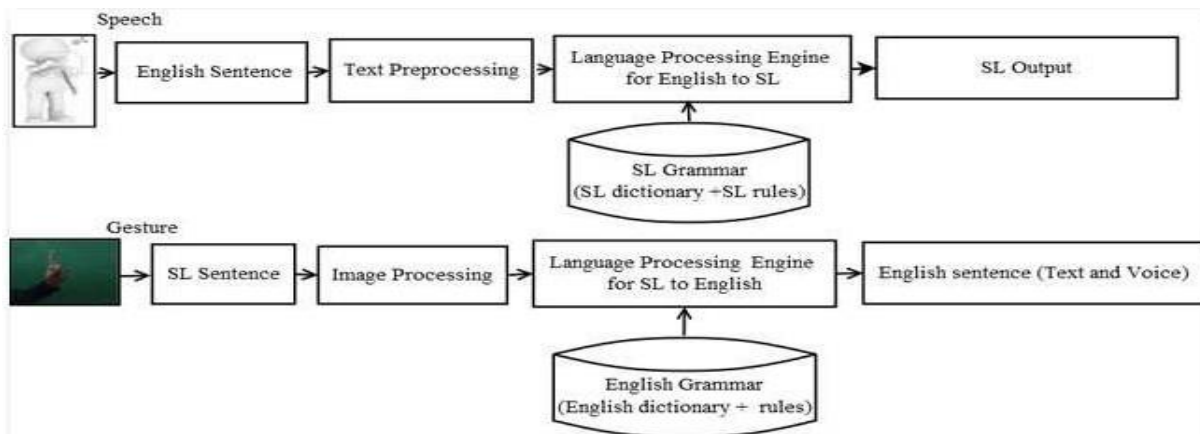 Speech
English Sentence
Text Preprocessing
Language Processing Engine
for English to SL
SL Output
SL Grammar
(SL dictionary +SL rules)
Gesture
SL Sentence
Image Processing
Language Processing Engine
for SL to English
English sentence (Text and Voice)
English Grammar
(English dictionary + rules)